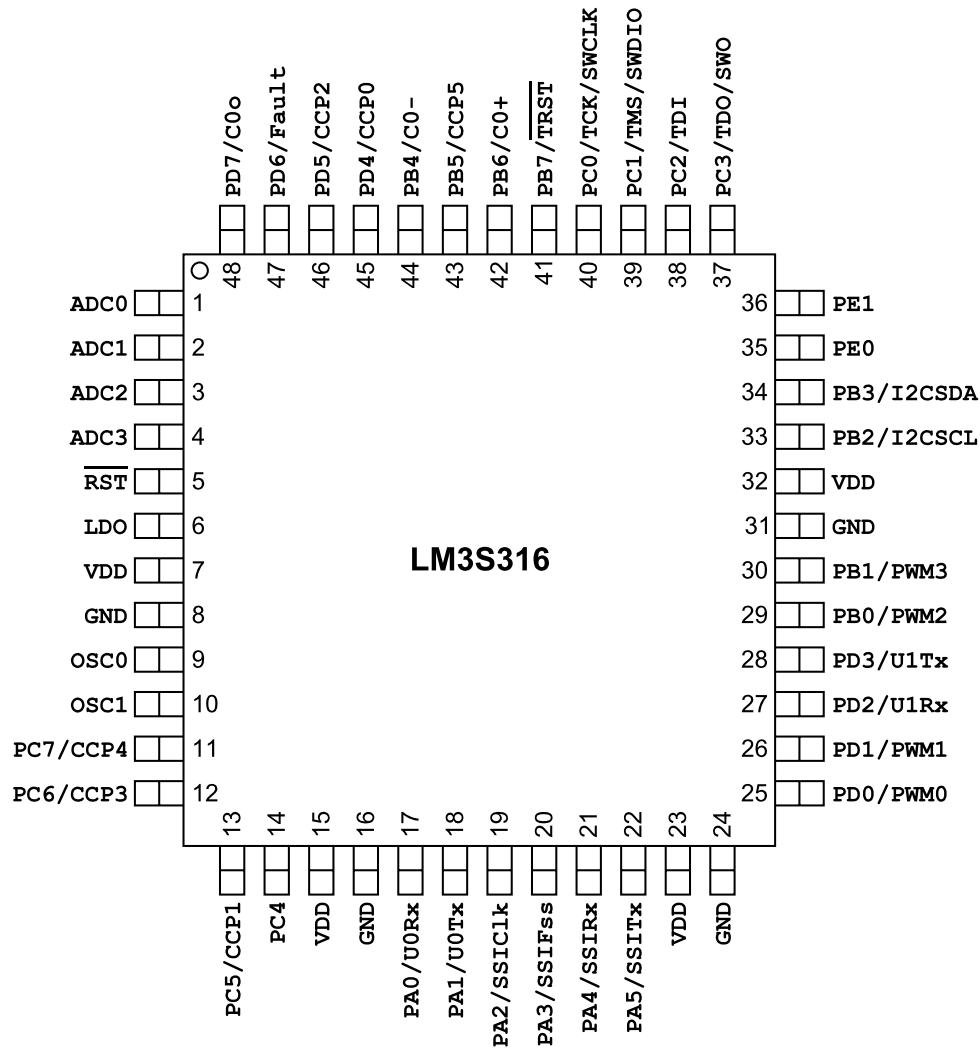 PD7/C0o
PD6/Fault
PD5/CCP2
PD4/CCP0
PB4/C0-
PB5/CCP5
PB6/C0+
PB7/TRST
PC0/TCK/SWCLK
PC1/TMS/SWDIO
PC2/TDI
PC3/TDO/SWO
48 47 46 45 44 43 42 41 40 39 38 37
ADC0 1 36 PE1
ADC1 2 35 PE0
ADC2 3 34 PB3/I2CSDA
ADC3 4 33 PB2/I2CSCL
RST 5 32 VDD
LDO 6 31 GND
LM3S316
VDD 7 30 PB1/PWM3
GND 8 29 PB0/PWM2
OSC0 9 28 PD3/U1Tx
OSC1 10 27 PD2/U1Rx
PC7/CCP4 11 26 PD1/PWM1
PC6/CCP3 12 25 PD0/PWM0
13 14 15 16 17 18 19 20 21 22 23 24
PC5/CCP1
PC4
VDD
GND
PA0/U0Rx
PA1/U0Tx
PA2/SSIClk
PA3/SSIFss
PA4/SSIRx
PA5/SSITx
VDD
GND